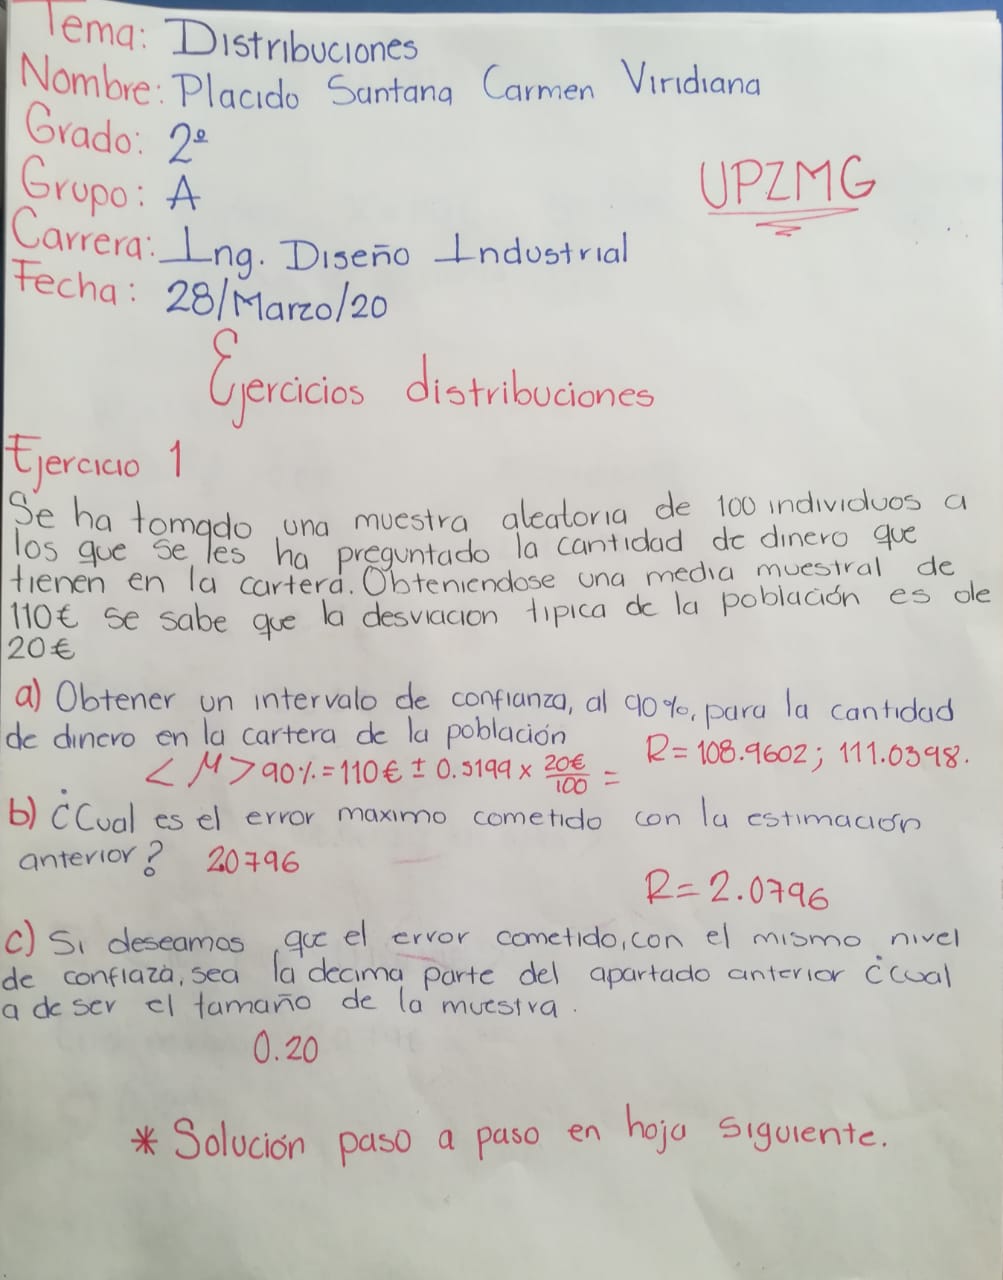 Tema: Distribuciones
Nombre: Placido Santana Carmen Viridiana
Grado: 2º
Grupo: A
UPZMG
Carrera: Ing. Diseño Industrial
Fecha: 28/Marzo/20
Ejercicios distribuciones
Ejercicio 1
Se ha tomado una muestra aleatoria de 100 individuos a
los que se les ha preguntado la cantidad de dinero que
tienen en la cartera. Obteniendose una media muestral de
110€ se sabe que la desviacion tipica de la población es de
20€
a) Obtener un intervalo de confianza, al 90%, para la cantidad
de dinero en la cartera de la población
<M> 90% = 110€ ± 0.5199 x 20€/100 = R = 108.9602; 111.0398.
b) ¿Cual es el error maximo cometido con la estimación
anterior? 20796
R = 2.0796
c) Si deseamos que el error cometido, con el mismo nivel
de confiaza, sea la decima parte del apartado anterior ¿cual
a de ser el tamaño de la muestra.
0.20
* Solución paso a paso en hoja siguiente.